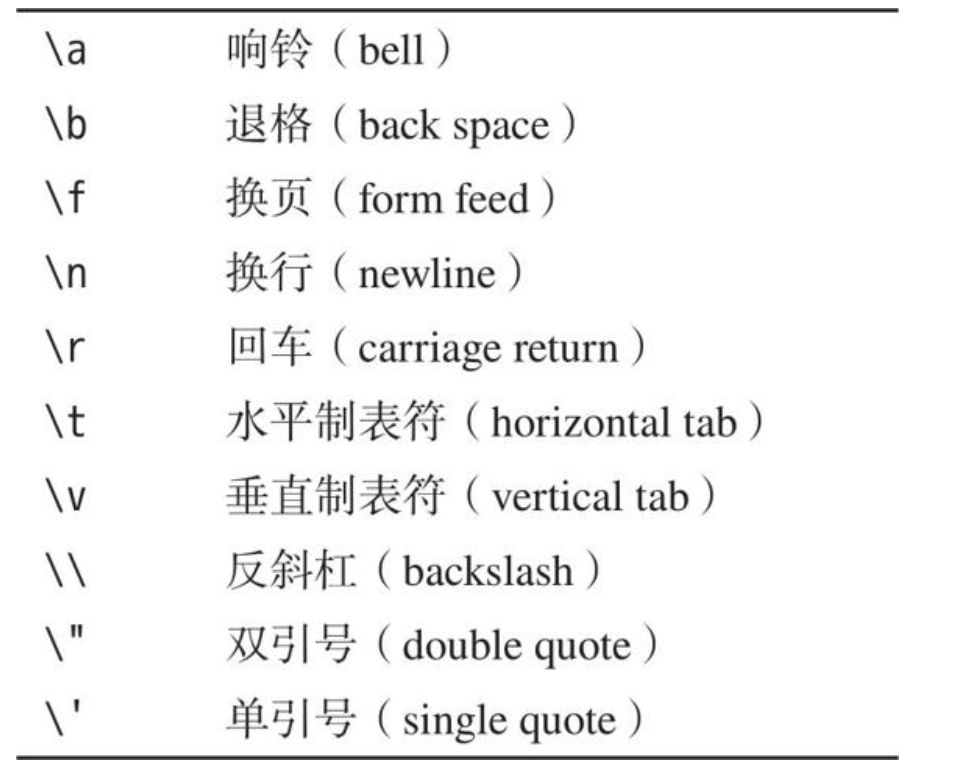 \a 响铃（bell）
\b 退格（back space）
\f 换页（form feed）
\n 换行（newline）
\r 回车（carriage return）
\t 水平制表符（horizontal tab）
\v 垂直制表符（vertical tab）
\\ 反斜杠（backslash）
\" 双引号（double quote）
\' 单引号（single quote）